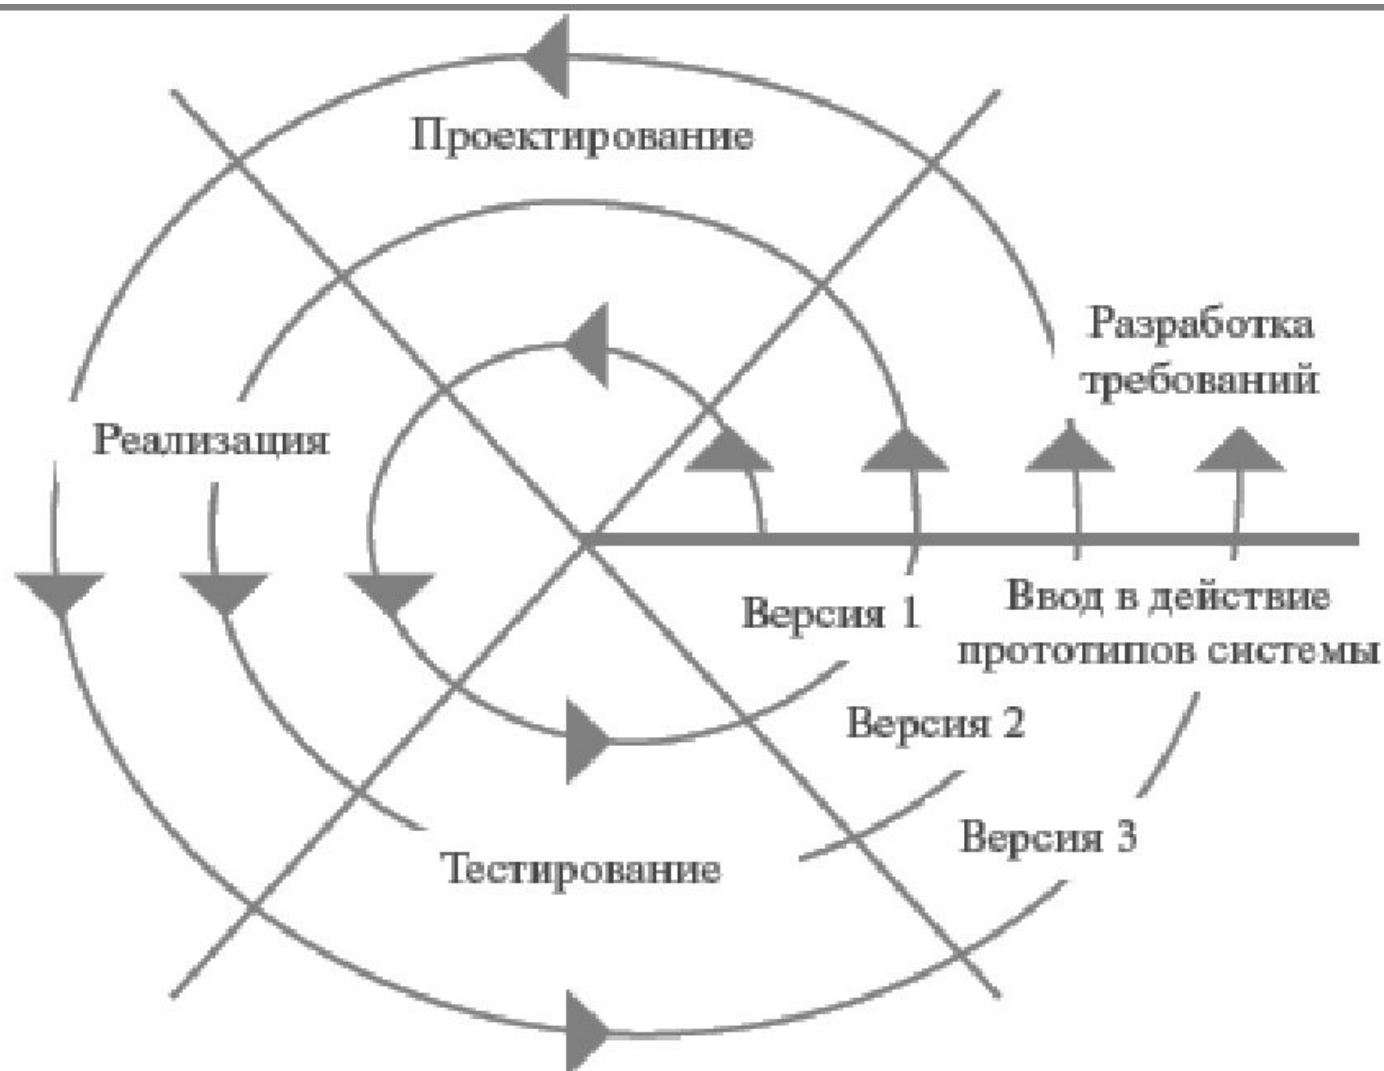 Проектирование
Разработка
требований
Реализация
Ввод в действие
прототипов системы
Версия 1
Версия 2
Версия 3
Тестирование